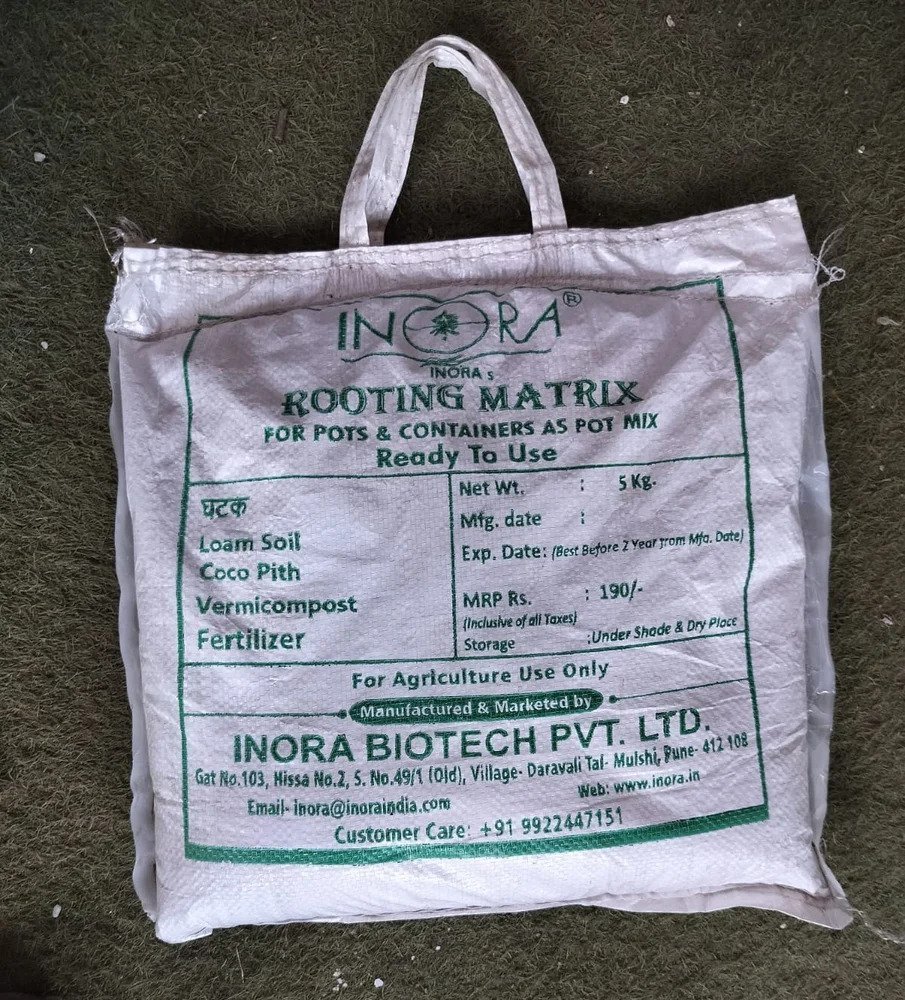 INORA®
INORA s
ROOTING MATRIX
FOR POTS & CONTAINERS AS POT MIX
Ready To Use
घटक
Loam Soil
Coco Pith
Vermicompost
Fertilizer
Net Wt. : 5 Kg.
Mfg. date :
Exp. Date: (Best Before 2 Year from Mfg. Date)
MRP Rs. : 190/-
(Inclusive of all Taxes)
Storage :Under Shade & Dry Place
For Agriculture Use Only
Manufactured & Marketed by
INORA BIOTECH PVT. LTD.
Gat No.103, Hissa No.2, S. No.49/1 (Old), Village- Daravali Tal- Mulshi, Pune- 412 108
Email- inora@inoraindia.com Web: www.inora.in
Customer Care: +91 9922447151